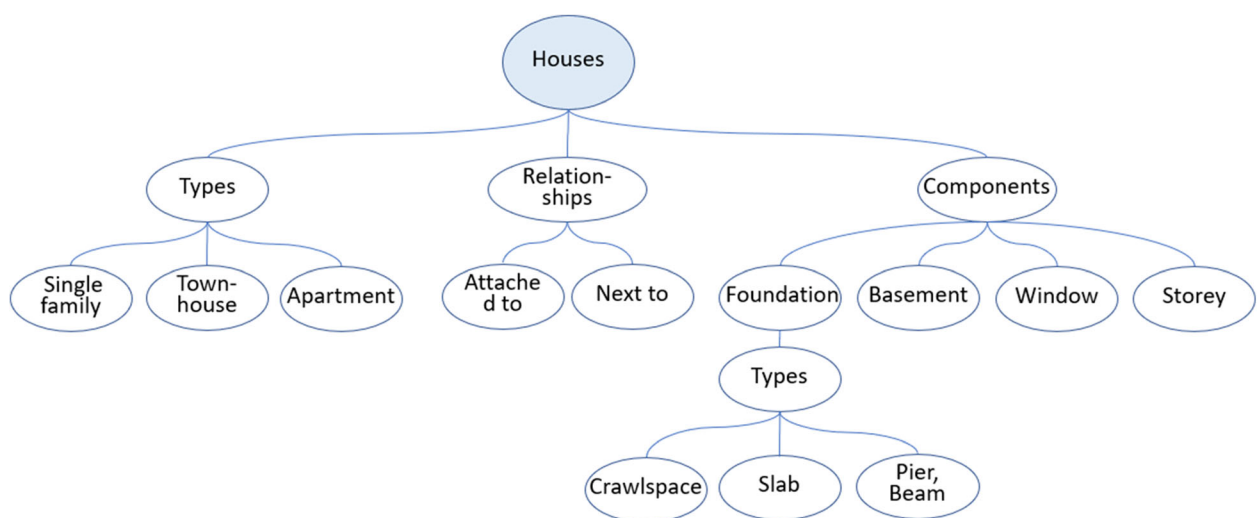 Houses
Types
Relation-
ships
Components
Single
family
Town-
house
Apartment
Attache
d to
Next to
Foundation
Basement
Window
Storey
Types
Crawlspace
Slab
Pier,
Beam